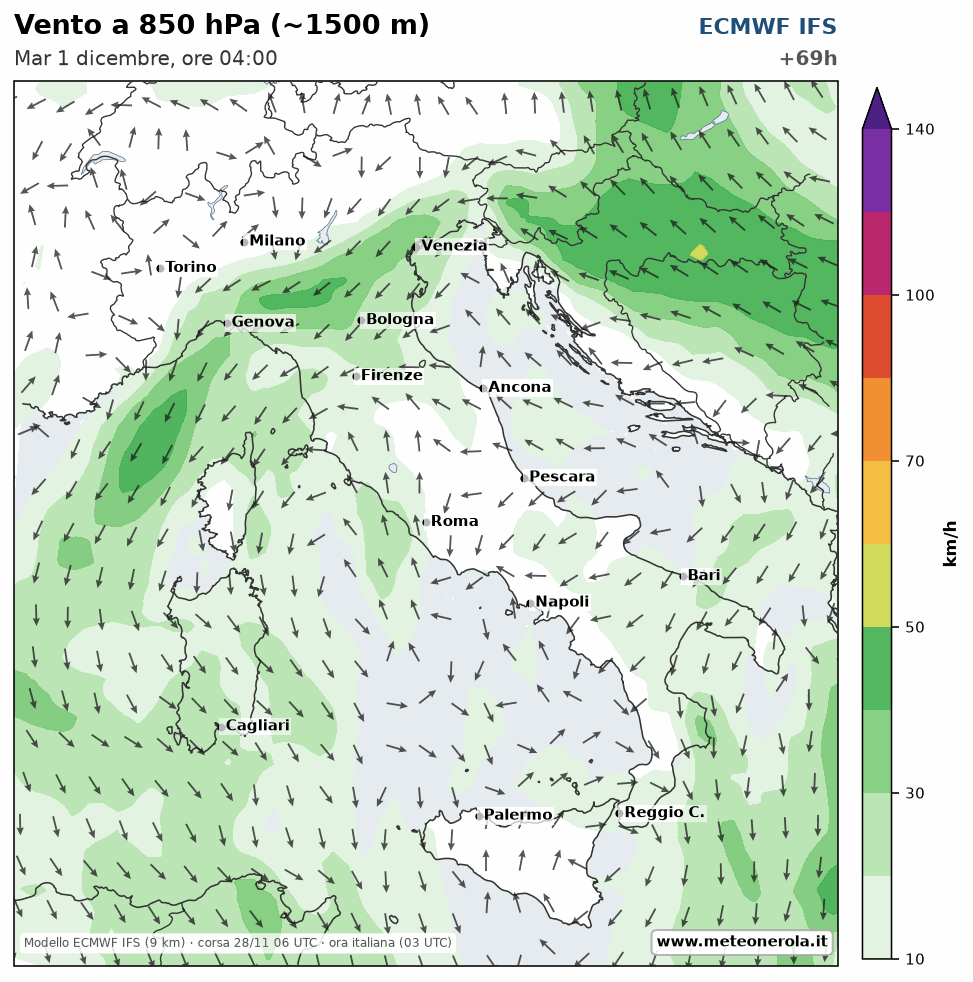 Vento a 850 hPa (~1500 m)
ECMWF IFS
Mar 1 dicembre, ore 04:00
+69h
140
Milano
Venezia
Torino
100
Genova
Bologna
Firenze
Ancona
70
Pescara
Roma
km/h
Bari
Napoli
50
Cagliari
30
Palermo
Reggio C.
Modello ECMWF IFS (9 km) · corsa 28/11 06 UTC · ora italiana (03 UTC)
www.meteonerola.it
10